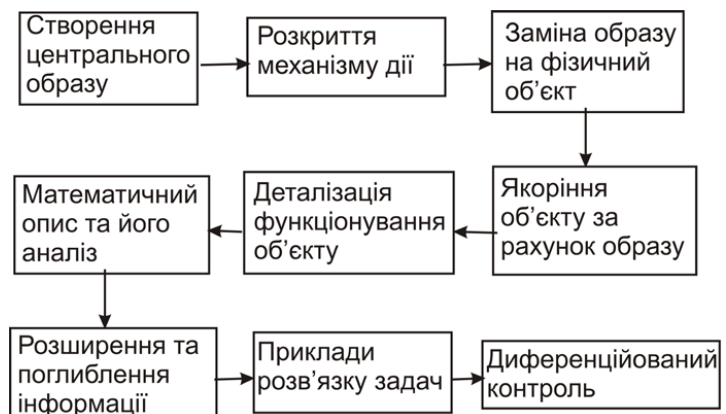 Створення
центрального
образу
Розкриття
механізму дії
Заміна образу
на фізичний
об’єкт
Якоріння
об’єкту за
рахунок образу
Деталізація
функціонування
об’єкту
Математичний
опис та його
аналіз
Розширення та
поглиблення
інформації
Приклади
розв’язку задач
Диференційований
контроль